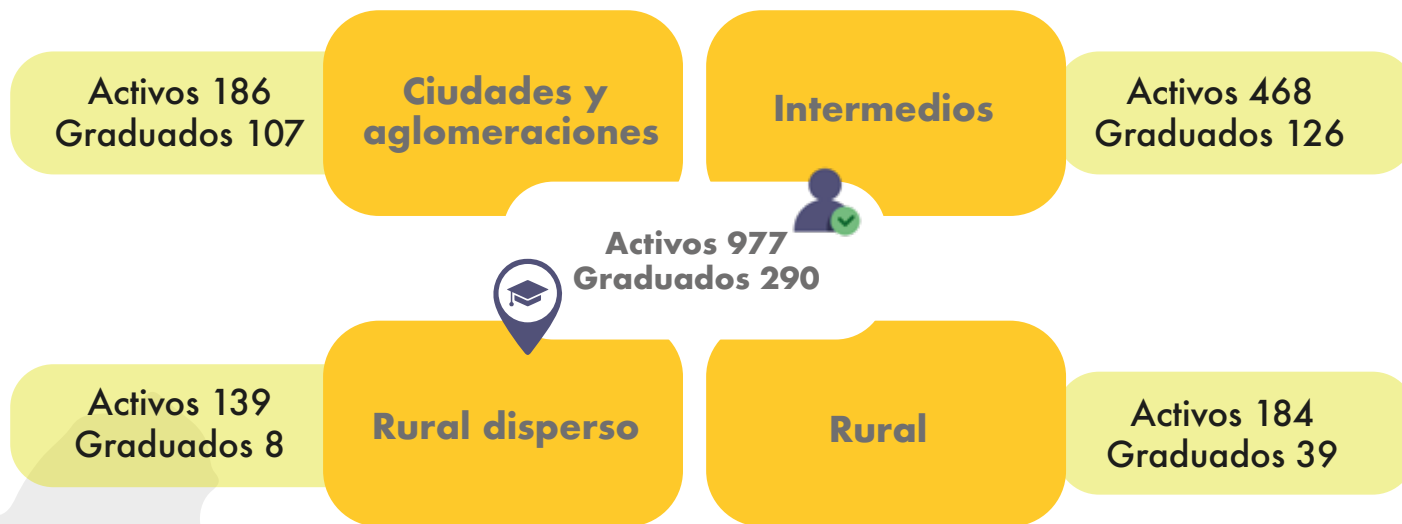 Activos 186
Graduados 107
Ciudades y
aglomeraciones
Intermedios
Activos 468
Graduados 126
Activos 977
Graduados 290
Activos 139
Graduados 8
Rural disperso
Rural
Activos 184
Graduados 39